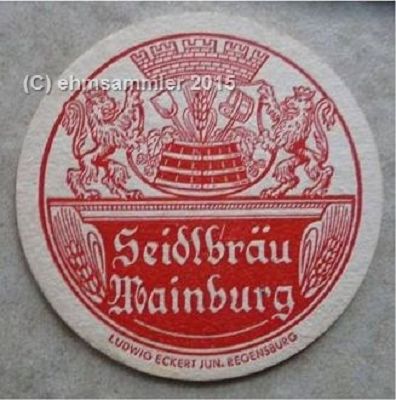 (C) ehmsammler 2015
Seidlbräu
Mainburg
LUDWIG ECKERT JUN. REGENSBURG